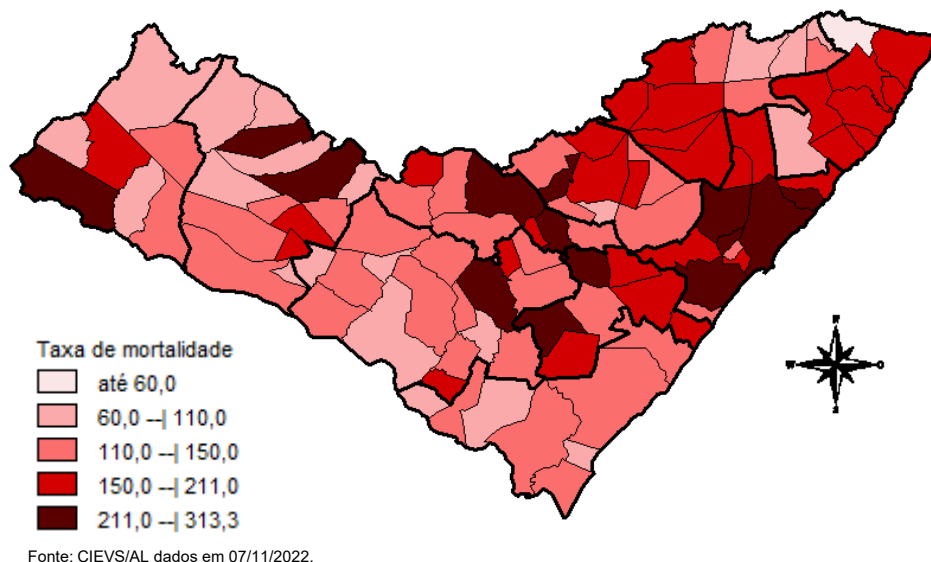 N
W
O
S
Taxa de mortalidade
até 60,0
60,0 --| 110,0
110,0 --| 150,0
150,0 --| 211,0
211,0 --| 313,3
Fonte: CIEVS/AL dados em 07/11/2022.